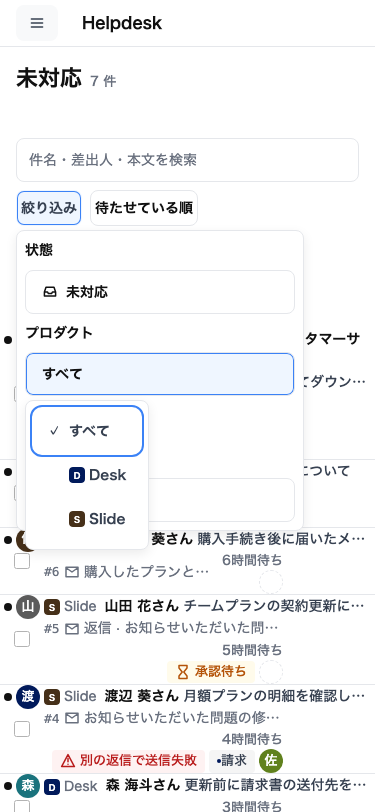 Helpdesk
未対応 7 件
件名・差出人・本文を検索
絞り込み 待たせている順
状態
未対応
プロダクト
タマーサ
すべて
てダウン…
✓ すべて
D Desk
について
S Slide
葵さん 購入手続き後に届いたメ…
6時間待ち
#6 購入したプランと…
山 S Slide 山田 花さん チームプランの契約更新に…
#5 返信 · お知らせいただいた問…
5時間待ち
承認待ち
渡 S Slide 渡辺 葵さん 月額プランの明細を確認し…
#4 お知らせいただいた問題の修…
4時間待ち
別の返信で送信失敗 •請求 佐
森 D Desk 森 海斗さん 更新前に請求書の送付先を…
3時間待ち